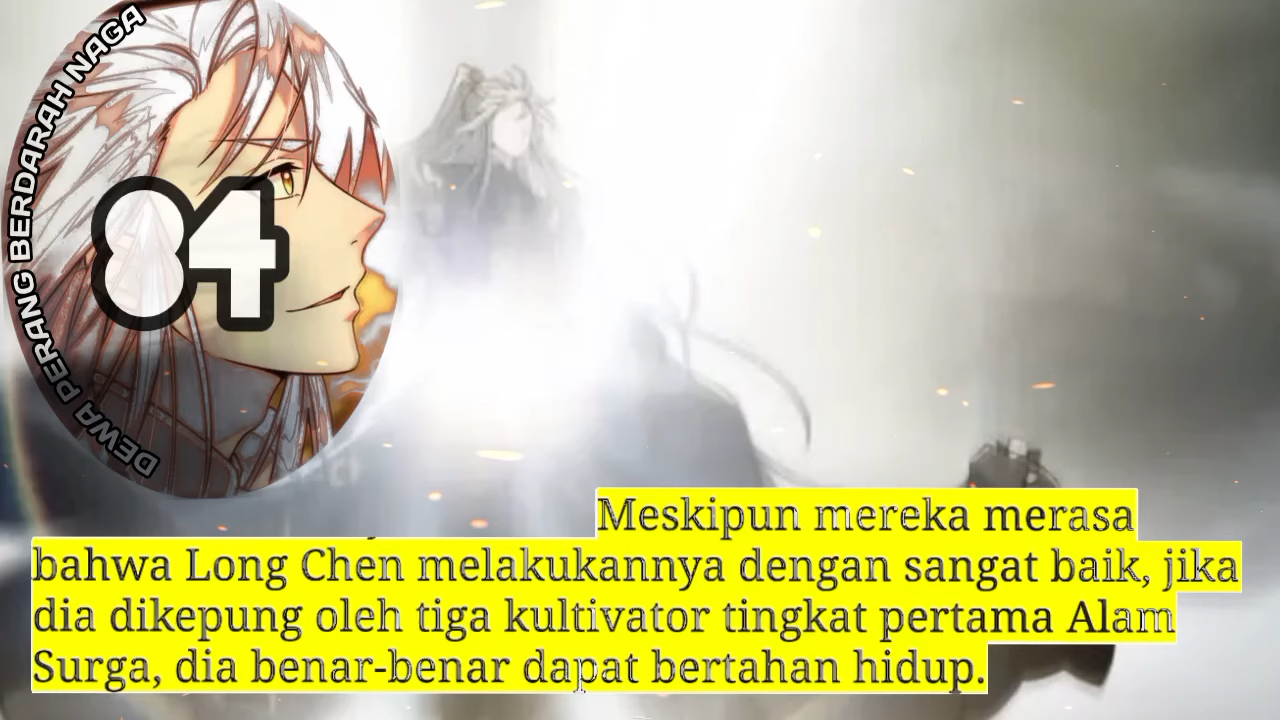 DEWA PERANG BERDARAH NAGA
84
Meskipun mereka merasa
bahwa Long Chen melakukannya dengan sangat baik, jika
dia dikepung oleh tiga kultivator tingkat pertama Alam
Surga, dia benar-benar dapat bertahan hidup.